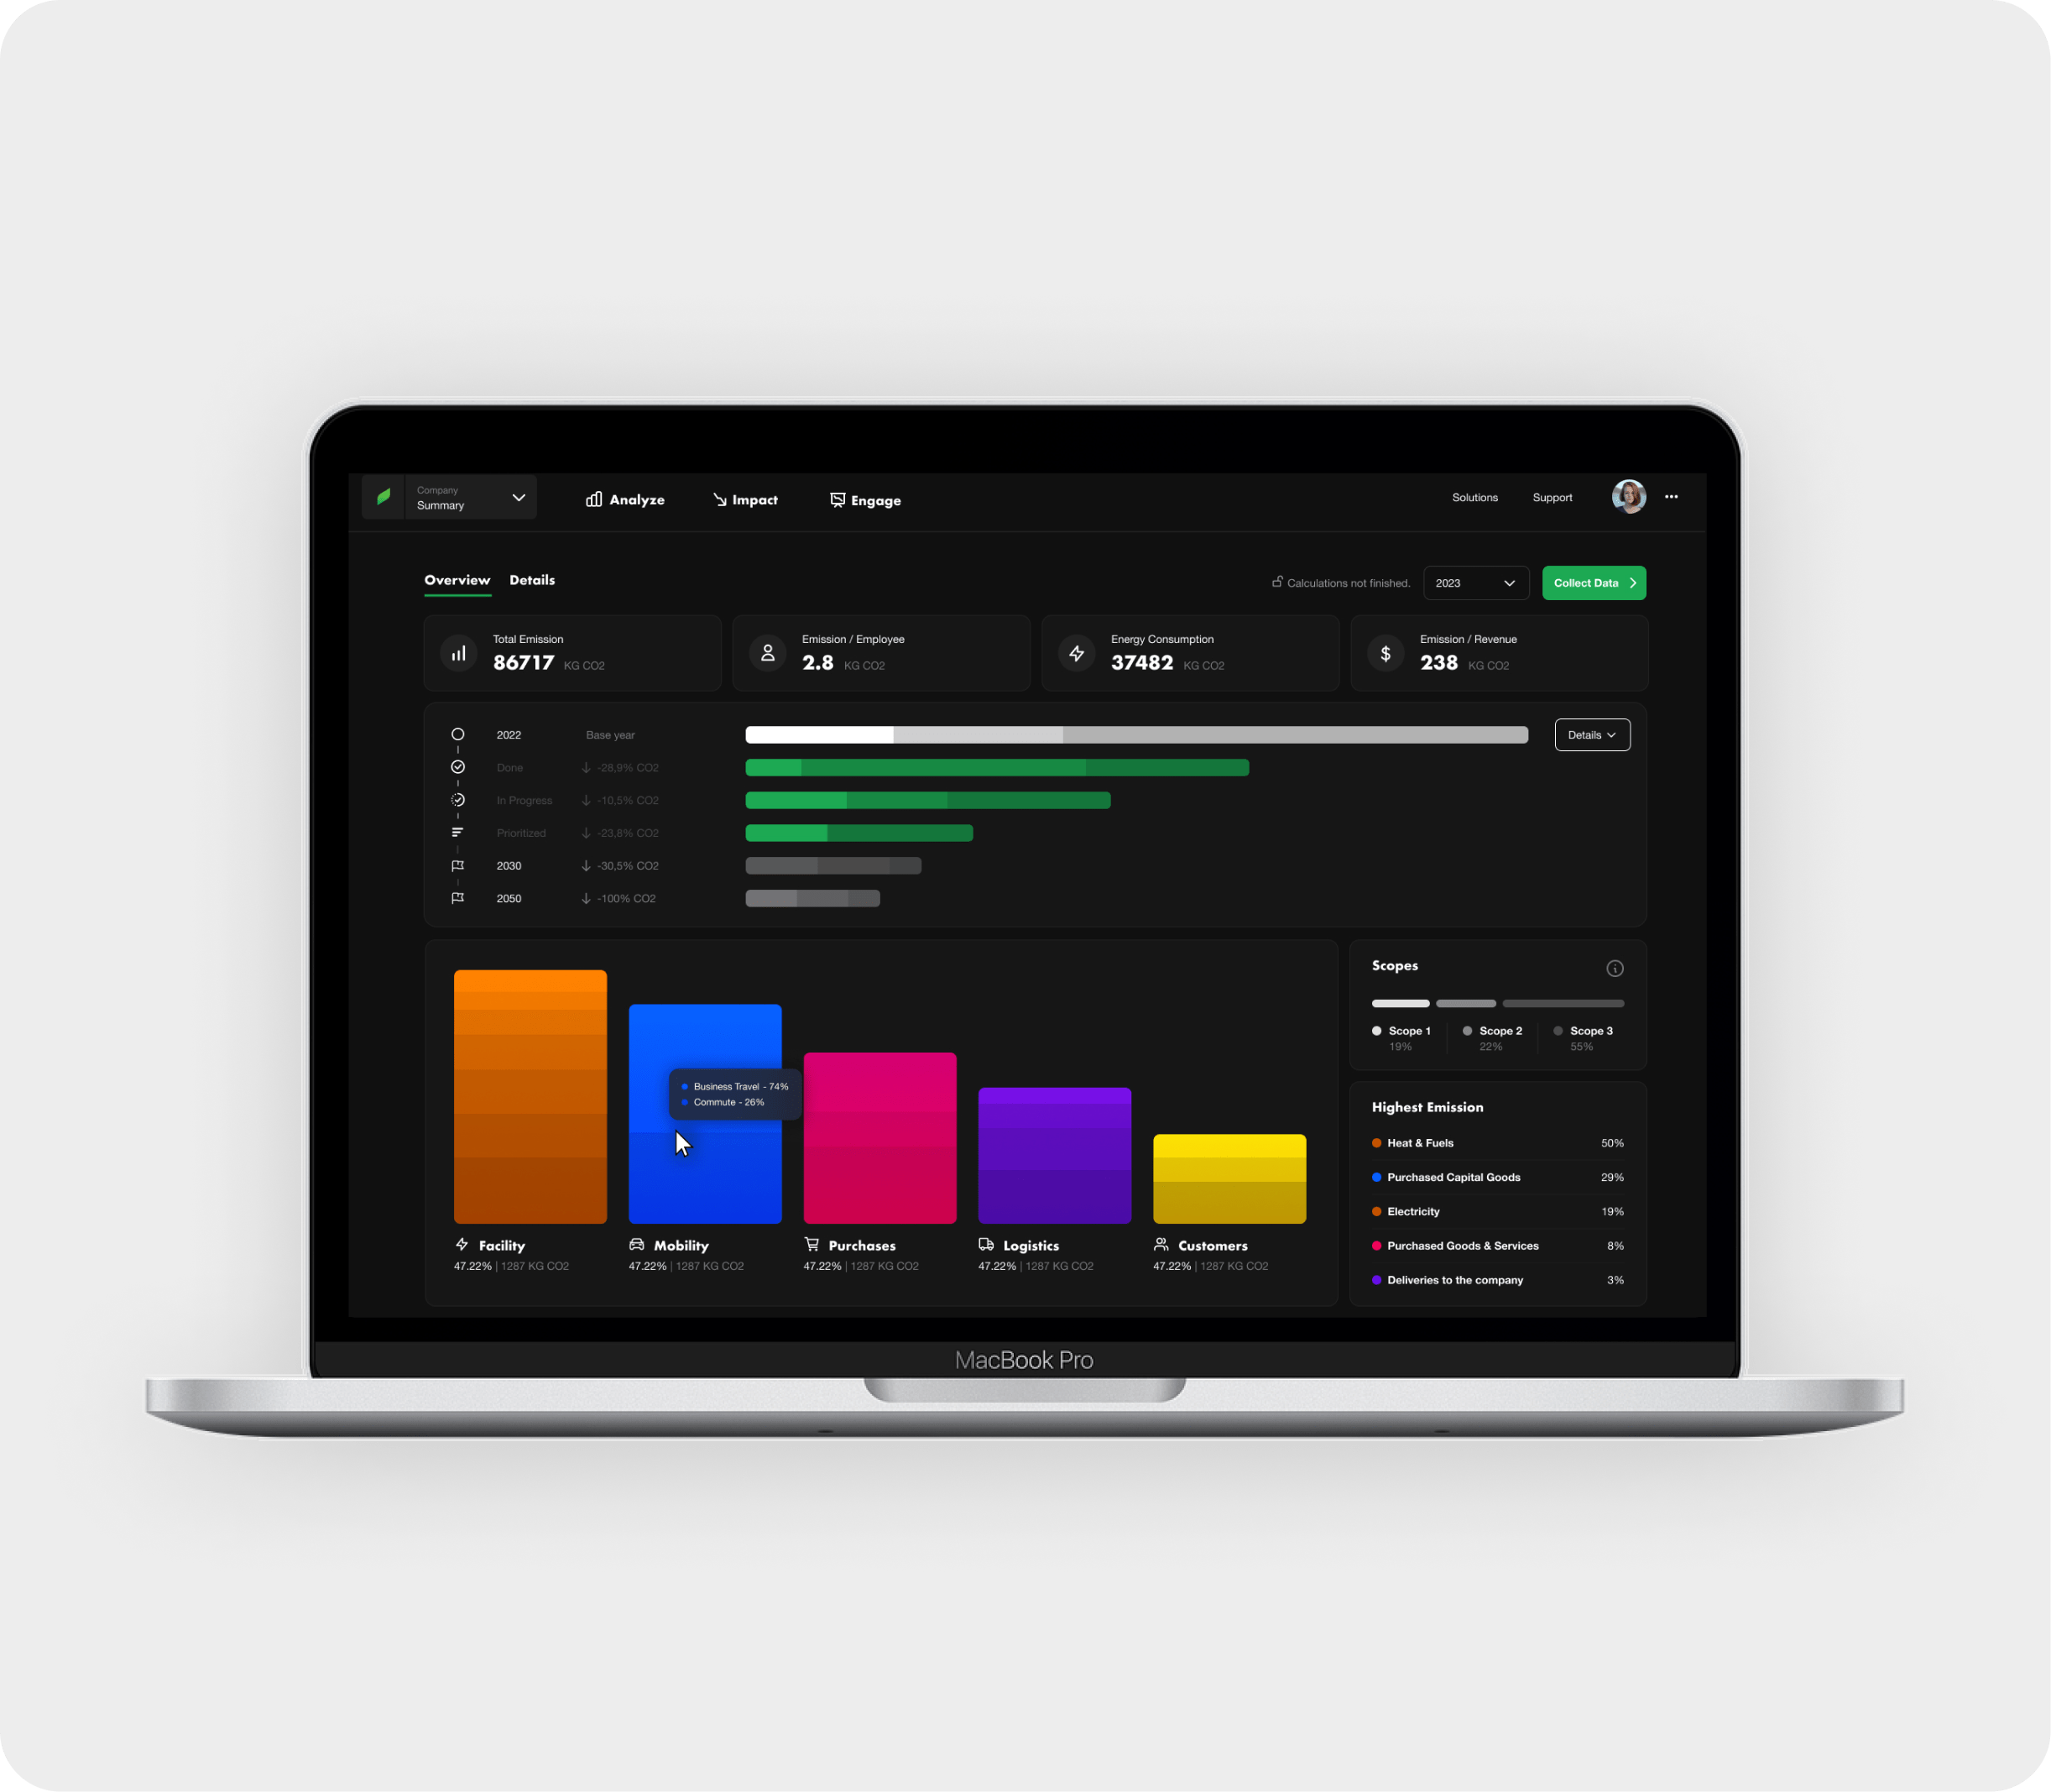 Company
Summary
Analyze
Impact
Engage
Solutions
Support
Overview
Details
Calculations not finished.
2023
Collect Data
Total Emission
86717 KG CO2
Emission / Employee
2.8 KG CO2
Energy Consumption
37482 KG CO2
$
Emission / Revenue
238 KG CO2
2022 Base year
Details
Done -28,9% CO2
In Progress -10,5% CO2
Prioritized -23,8% CO2
2030 -30,5% CO2
2050 -100% CO2
Business Travel - 74%
Commute - 26%
Facility
47.22% | 1287 KG CO2
Mobility
47.22% | 1287 KG CO2
Purchases
47.22% | 1287 KG CO2
Logistics
47.22% | 1287 KG CO2
Customers
47.22% | 1287 KG CO2
Scopes
Scope 1
19%
Scope 2
22%
Scope 3
55%
Highest Emission
Heat & Fuels 50%
Purchased Capital Goods 29%
Electricity 19%
Purchased Goods & Services 8%
Deliveries to the company 3%
MacBook Pro